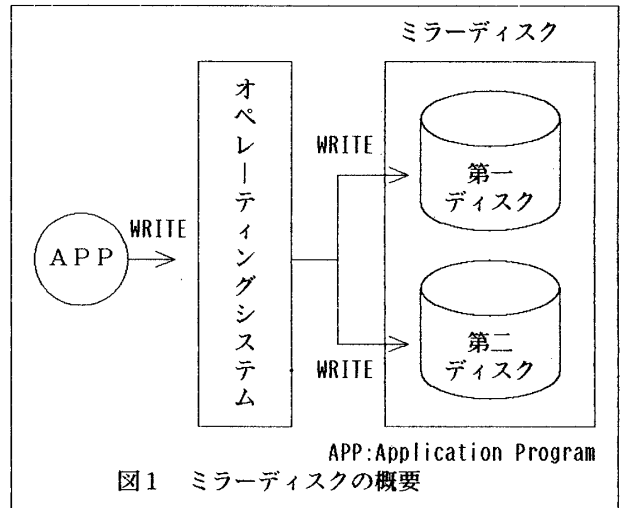 ミラーディスク
オペレーティングシステム
WRITE
第一
ディスク
WRITE
APP
第二
ディスク
WRITE
APP:Application Program
図1 ミラーディスクの概要